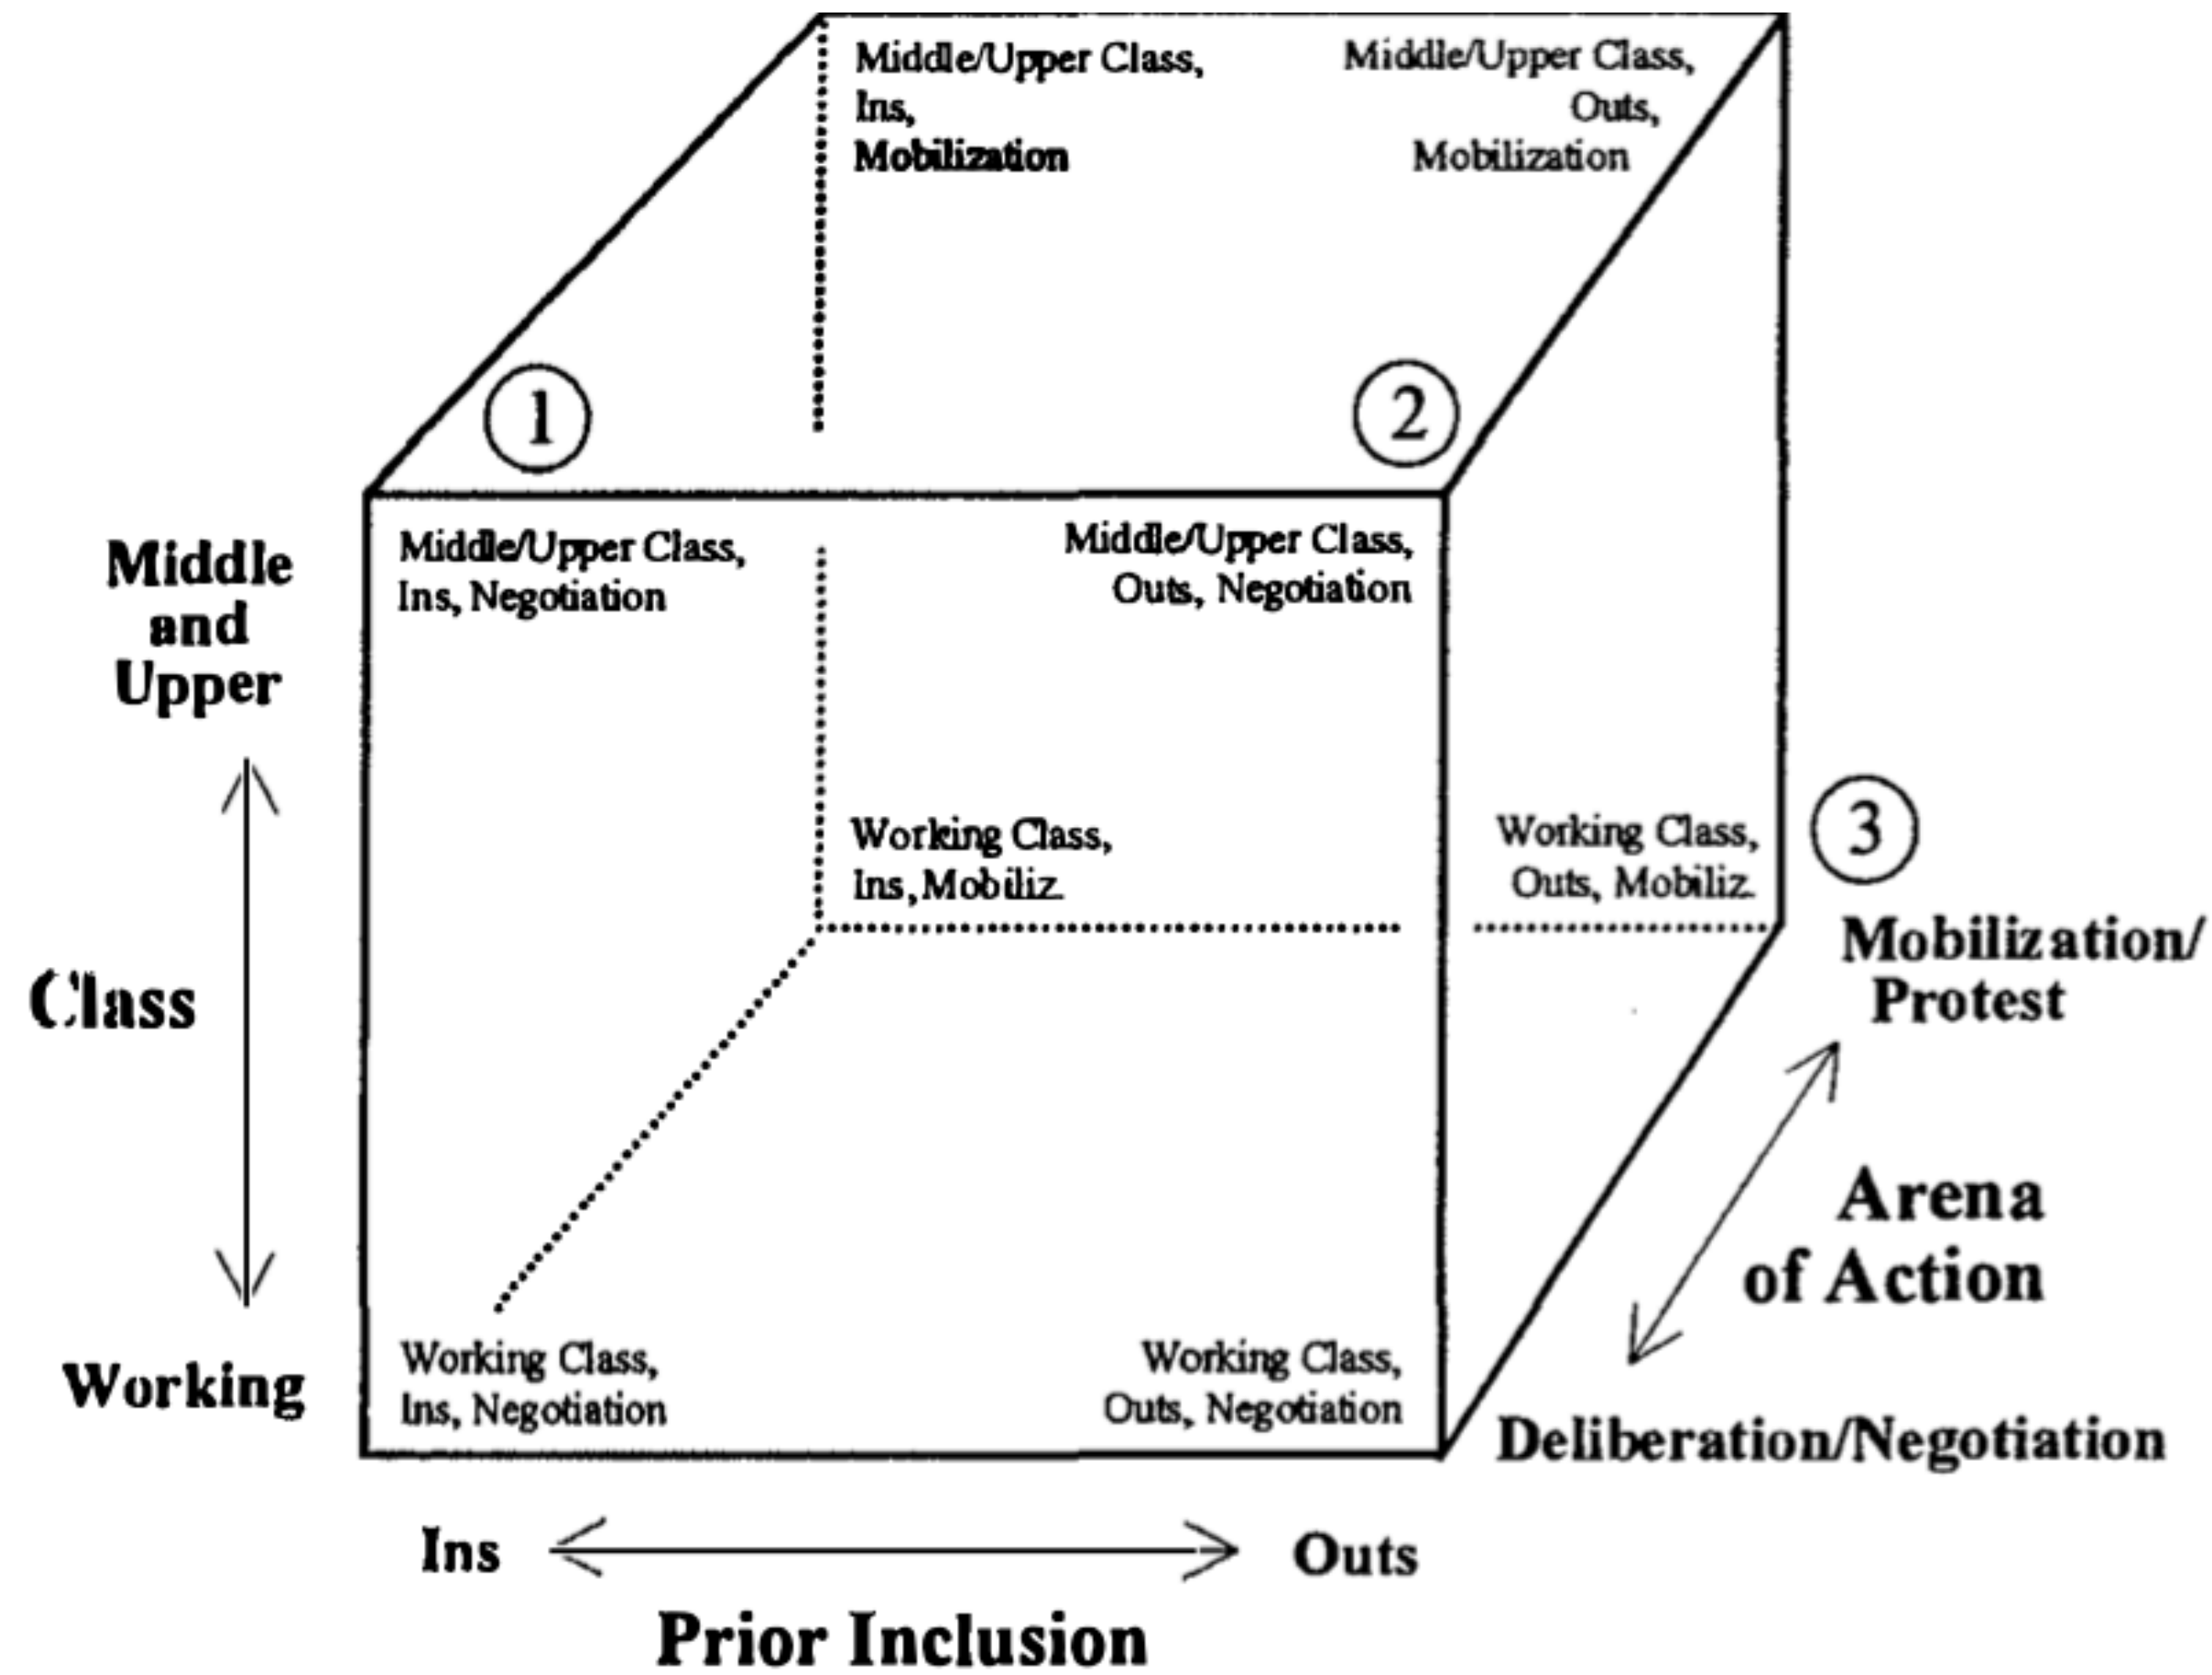 Middle/Upper Class,
Ins,
Mobilization
Middle/Upper Class,
Outs,
Mobilization
1
2
Middle
and
Upper
Middle/Upper Class,
Ins, Negotiation
Middle/Upper Class,
Outs, Negotiation
Working Class,
Ins, Mobiliz.
Working Class,
Outs, Mobiliz.
3
Mobilization/
Protest
Class
Arena
of Action
Working
Working Class,
Ins, Negotiation
Working Class,
Outs, Negotiation
Deliberation/Negotiation
Ins
Outs
Prior Inclusion